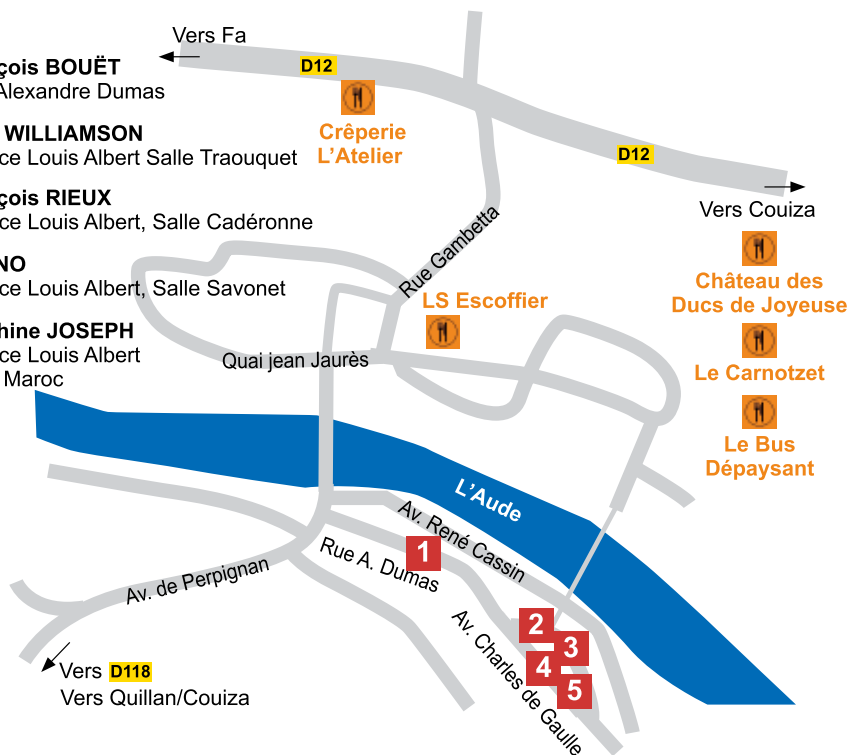 Vers Fa
çois BOUËT
Alexandre Dumas
WILLIAMSON
ce Louis Albert Salle Traouquet
çois RIEUX
ce Louis Albert, Salle Cadéronne
NO
ce Louis Albert, Salle Savonet
hine JOSEPH
ce Louis Albert
Maroc
D12
Crêperie
L’Atelier
D12
Vers Couiza
Château des
Ducs de Joyeuse
Le Carnotzet
Le Bus
Dépaysant
Rue Gambetta
LS Escoffier
Quai jean Jaurès
L’Aude
Av. René Cassin
1
Rue A. Dumas
Av. de Perpignan
Av. Charles de Gaulle
2
3
4
5
Vers D118
Vers Quillan/Couiza